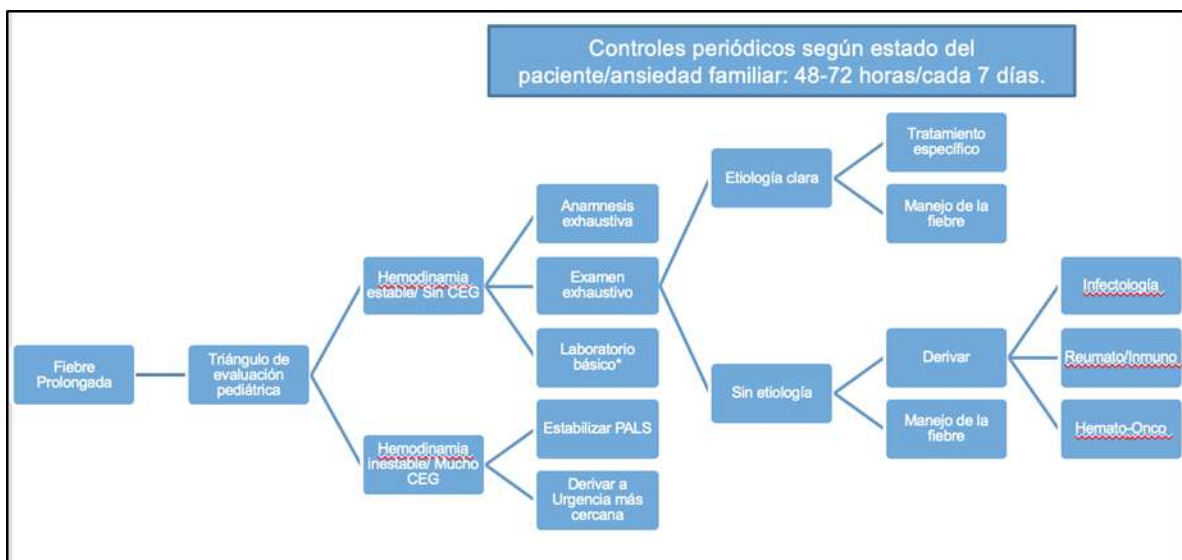 Controles periódicos según estado del
paciente/ansiedad familiar: 48-72 horas/cada 7 días.
Fiebre
Prolongada
Triángulo de
evaluación
pediátrica
Hemodinamia
estable/ Sin CEG
Hemodinamia
inestable/ Mucho
CEG
Anamnesis
exhaustiva
Examen
exhaustivo
Laboratorio
básico*
Estabilizar PALS
Derivar a
Urgencia más
cercana
Etiología clara
Sin etiología
Tratamiento
específico
Manejo de la
fiebre
Derivar
Manejo de la
fiebre
Infectología
Reumato/Inmuno
Hemato-Onco